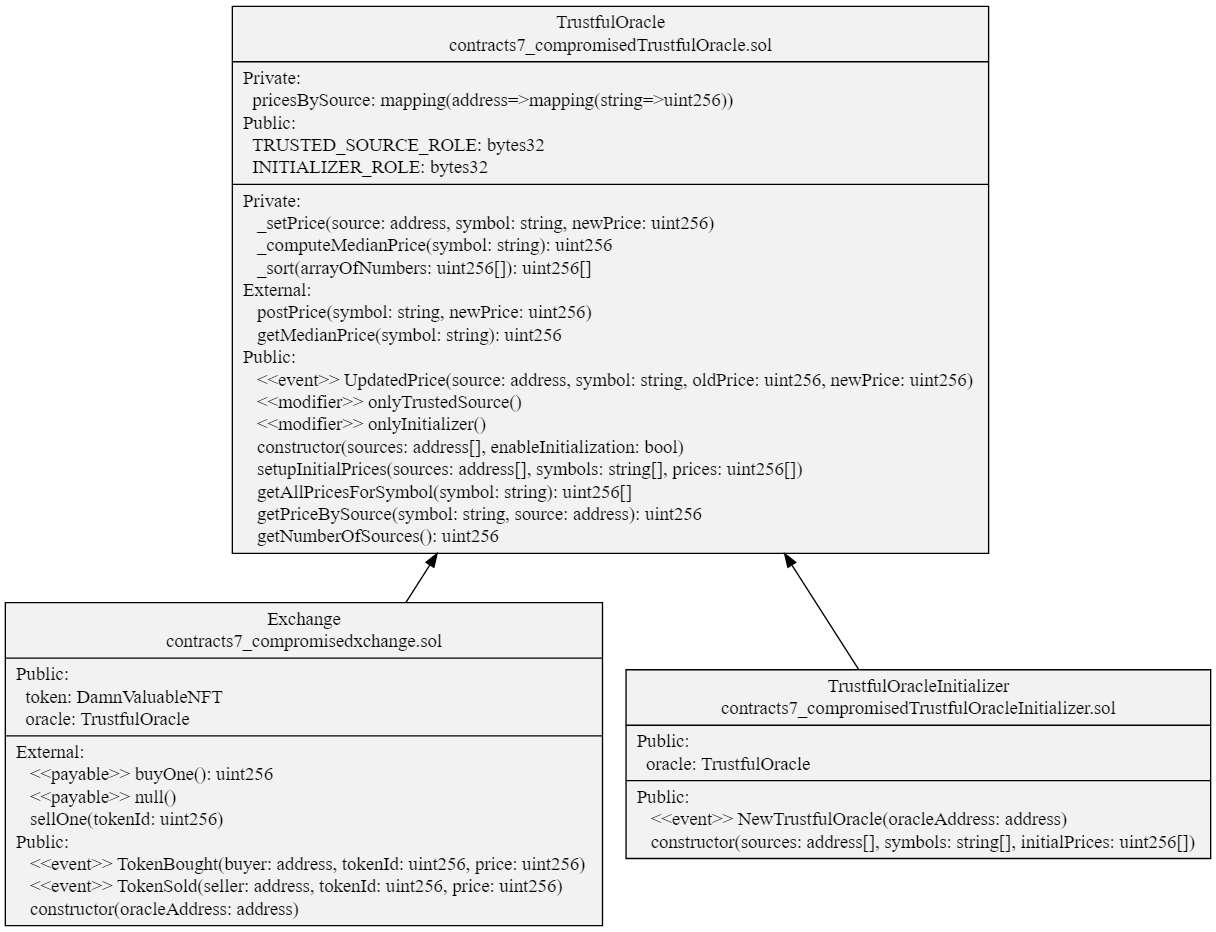 TrustfulOracle
contracts7_compromisedTrustfulOracle.sol
Private:
pricesBySource: mapping(address=>mapping(string=>uint256))
Public:
TRUSTED_SOURCE_ROLE: bytes32
INITIALIZER_ROLE: bytes32
Private:
_setPrice(source: address, symbol: string, newPrice: uint256)
_computeMedianPrice(symbol: string): uint256
_sort(arrayOfNumbers: uint256[]): uint256[]
External:
postPrice(symbol: string, newPrice: uint256)
getMedianPrice(symbol: string): uint256
Public:
<<event>> UpdatedPrice(source: address, symbol: string, oldPrice: uint256, newPrice: uint256)
<<modifier>> onlyTrustedSource()
<<modifier>> onlyInitializer()
constructor(sources: address[], enableInitialization: bool)
setupInitialPrices(sources: address[], symbols: string[], prices: uint256[])
getAllPricesForSymbol(symbol: string): uint256[]
getPriceBySource(symbol: string, source: address): uint256
getNumberOfSources(): uint256
Exchange
contracts7_compromisedxchange.sol
Public:
token: DamnValuableNFT
oracle: TrustfulOracle
External:
<<payable>> buyOne(): uint256
<<payable>> null()
sellOne(tokenId: uint256)
Public:
<<event>> TokenBought(buyer: address, tokenId: uint256, price: uint256)
<<event>> TokenSold(seller: address, tokenId: uint256, price: uint256)
constructor(oracleAddress: address)
TrustfulOracleInitializer
contracts7_compromisedTrustfulOracleInitializer.sol
Public:
oracle: TrustfulOracle
Public:
<<event>> NewTrustfulOracle(oracleAddress: address)
constructor(sources: address[], symbols: string[], initialPrices: uint256[])